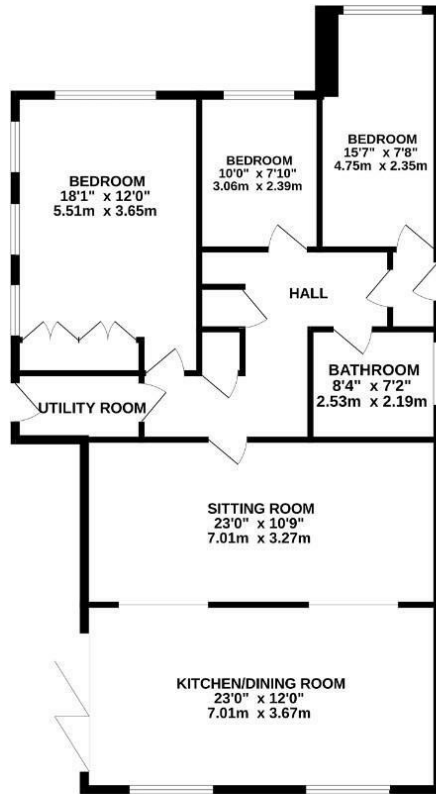 BEDROOM
15'7" x 7'8"
4.75m x 2.35m
BEDROOM
10'0" x 7'10"
3.06m x 2.39m
BEDROOM
18'1" x 12'0"
5.51m x 3.65m
HALL
BATHROOM
8'4" x 7'2"
2.53m x 2.19m
UTILITY ROOM
SITTING ROOM
23'0" x 10'9"
7.01m x 3.27m
KITCHEN/DINING ROOM
23'0" x 12'0"
7.01m x 3.67m